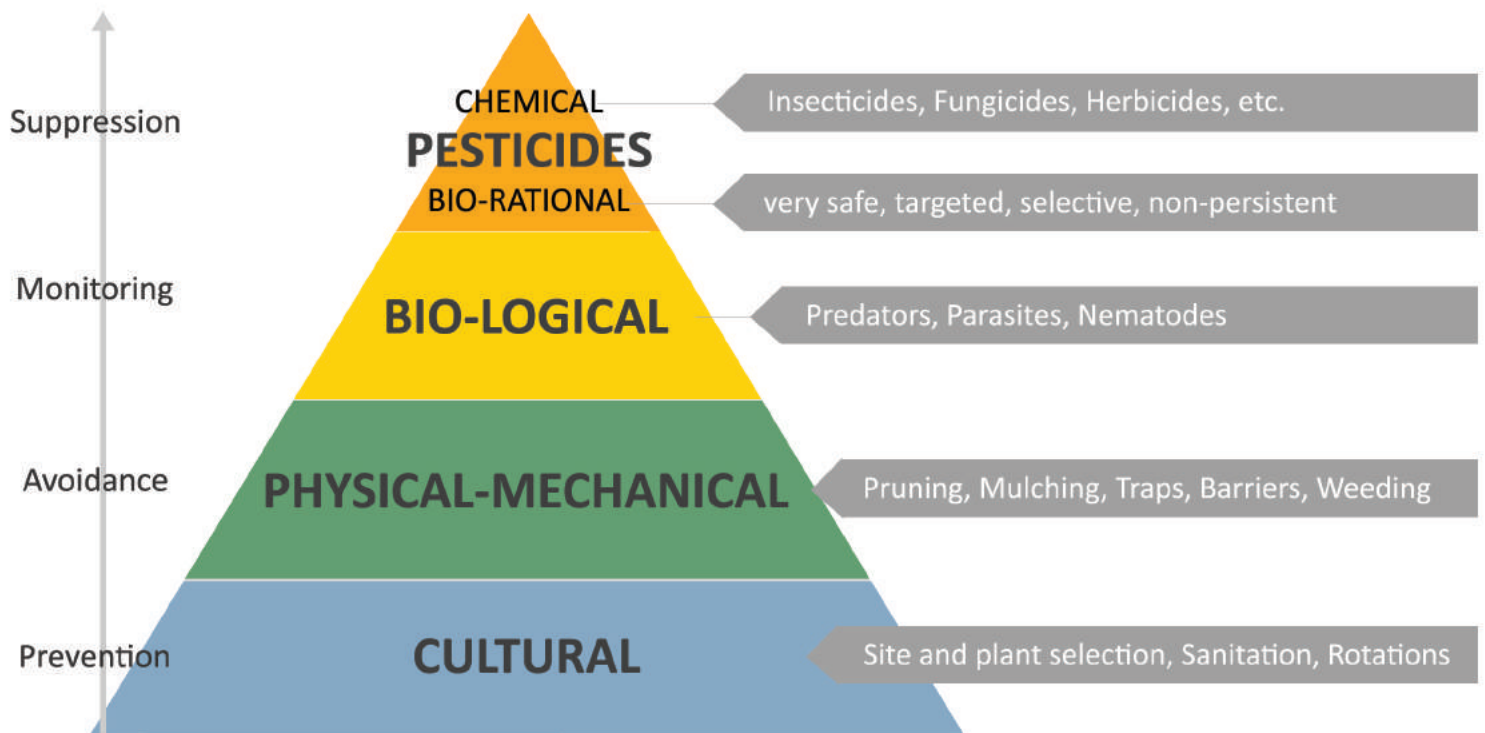 CHEMICAL
Insecticides, Fungicides, Herbicides, etc.
Suppression
PESTICIDES
BIO-RATIONAL
very safe, targeted, selective, non-persistent
Monitoring
BIO-LOGICAL
Predators, Parasites, Nematodes
Avoidance
PHYSICAL-MECHANICAL
Pruning, Mulching, Traps, Barriers, Weeding
Prevention
CULTURAL
Site and plant selection, Sanitation, Rotations